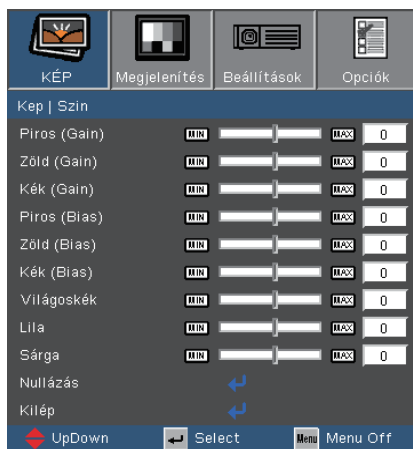 KÉP Megjelenítés Beállítások Opciók
Kep | Szin
Piros (Gain) MIN MAX 0
Zöld (Gain) MIN MAX 0
Kék (Gain) MIN MAX 0
Piros (Bias) MIN MAX 0
Zöld (Bias) MIN MAX 0
Kék (Bias) MIN MAX 0
Világoskék MIN MAX 0
Lila MIN MAX 0
Sárga MIN MAX 0
Nullázás
Kilép
UpDown Select Menu Menu Off